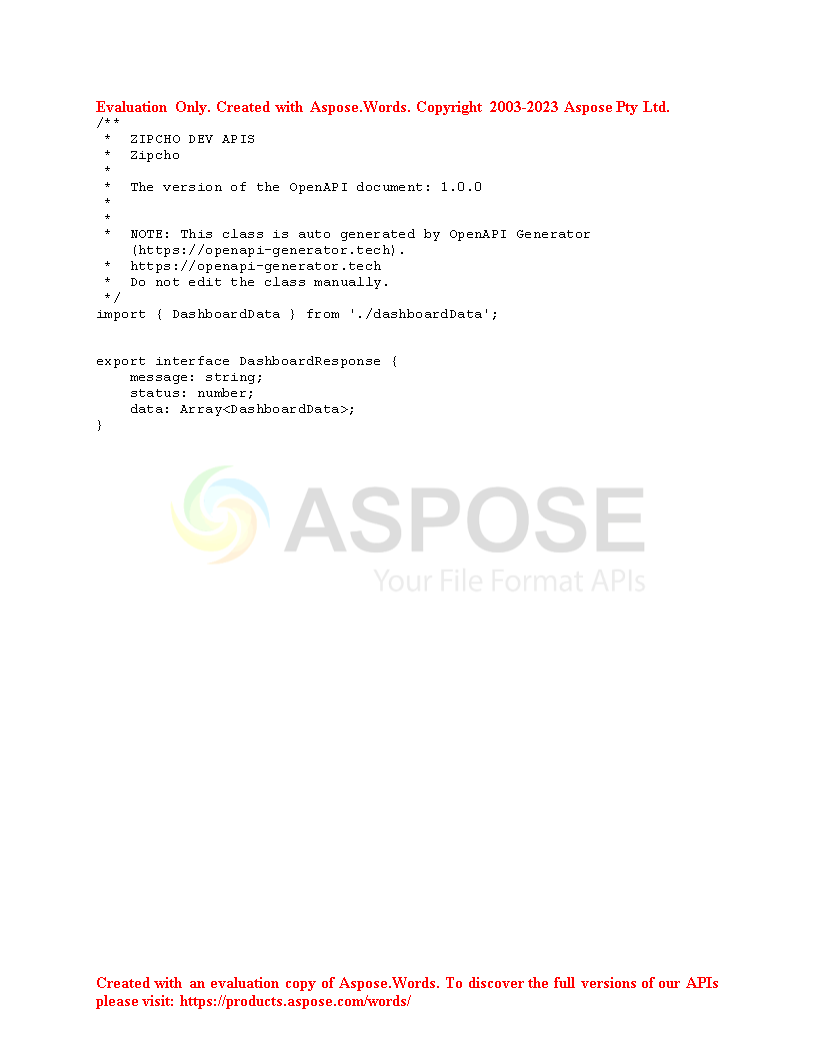 Evaluation Only. Created with Aspose.Words. Copyright 2003-2023 Aspose Pty Ltd.
/**
 *  ZIPCHO DEV APIS
 *  Zipcho
 *
 *  The version of the OpenAPI document: 1.0.0
 *
 *
 *  NOTE: This class is auto generated by OpenAPI Generator
    (https://openapi-generator.tech).
 *  https://openapi-generator.tech
 *  Do not edit the class manually.
 */
import { DashboardData } from './dashboardData';
export interface DashboardResponse {
    message: string;
    status: number;
    data: Array<DashboardData>;
}
ASPOSE
Your File Format APIs
Created with an evaluation copy of Aspose.Words. To discover the full versions of our APIs
please visit: https://products.aspose.com/words/